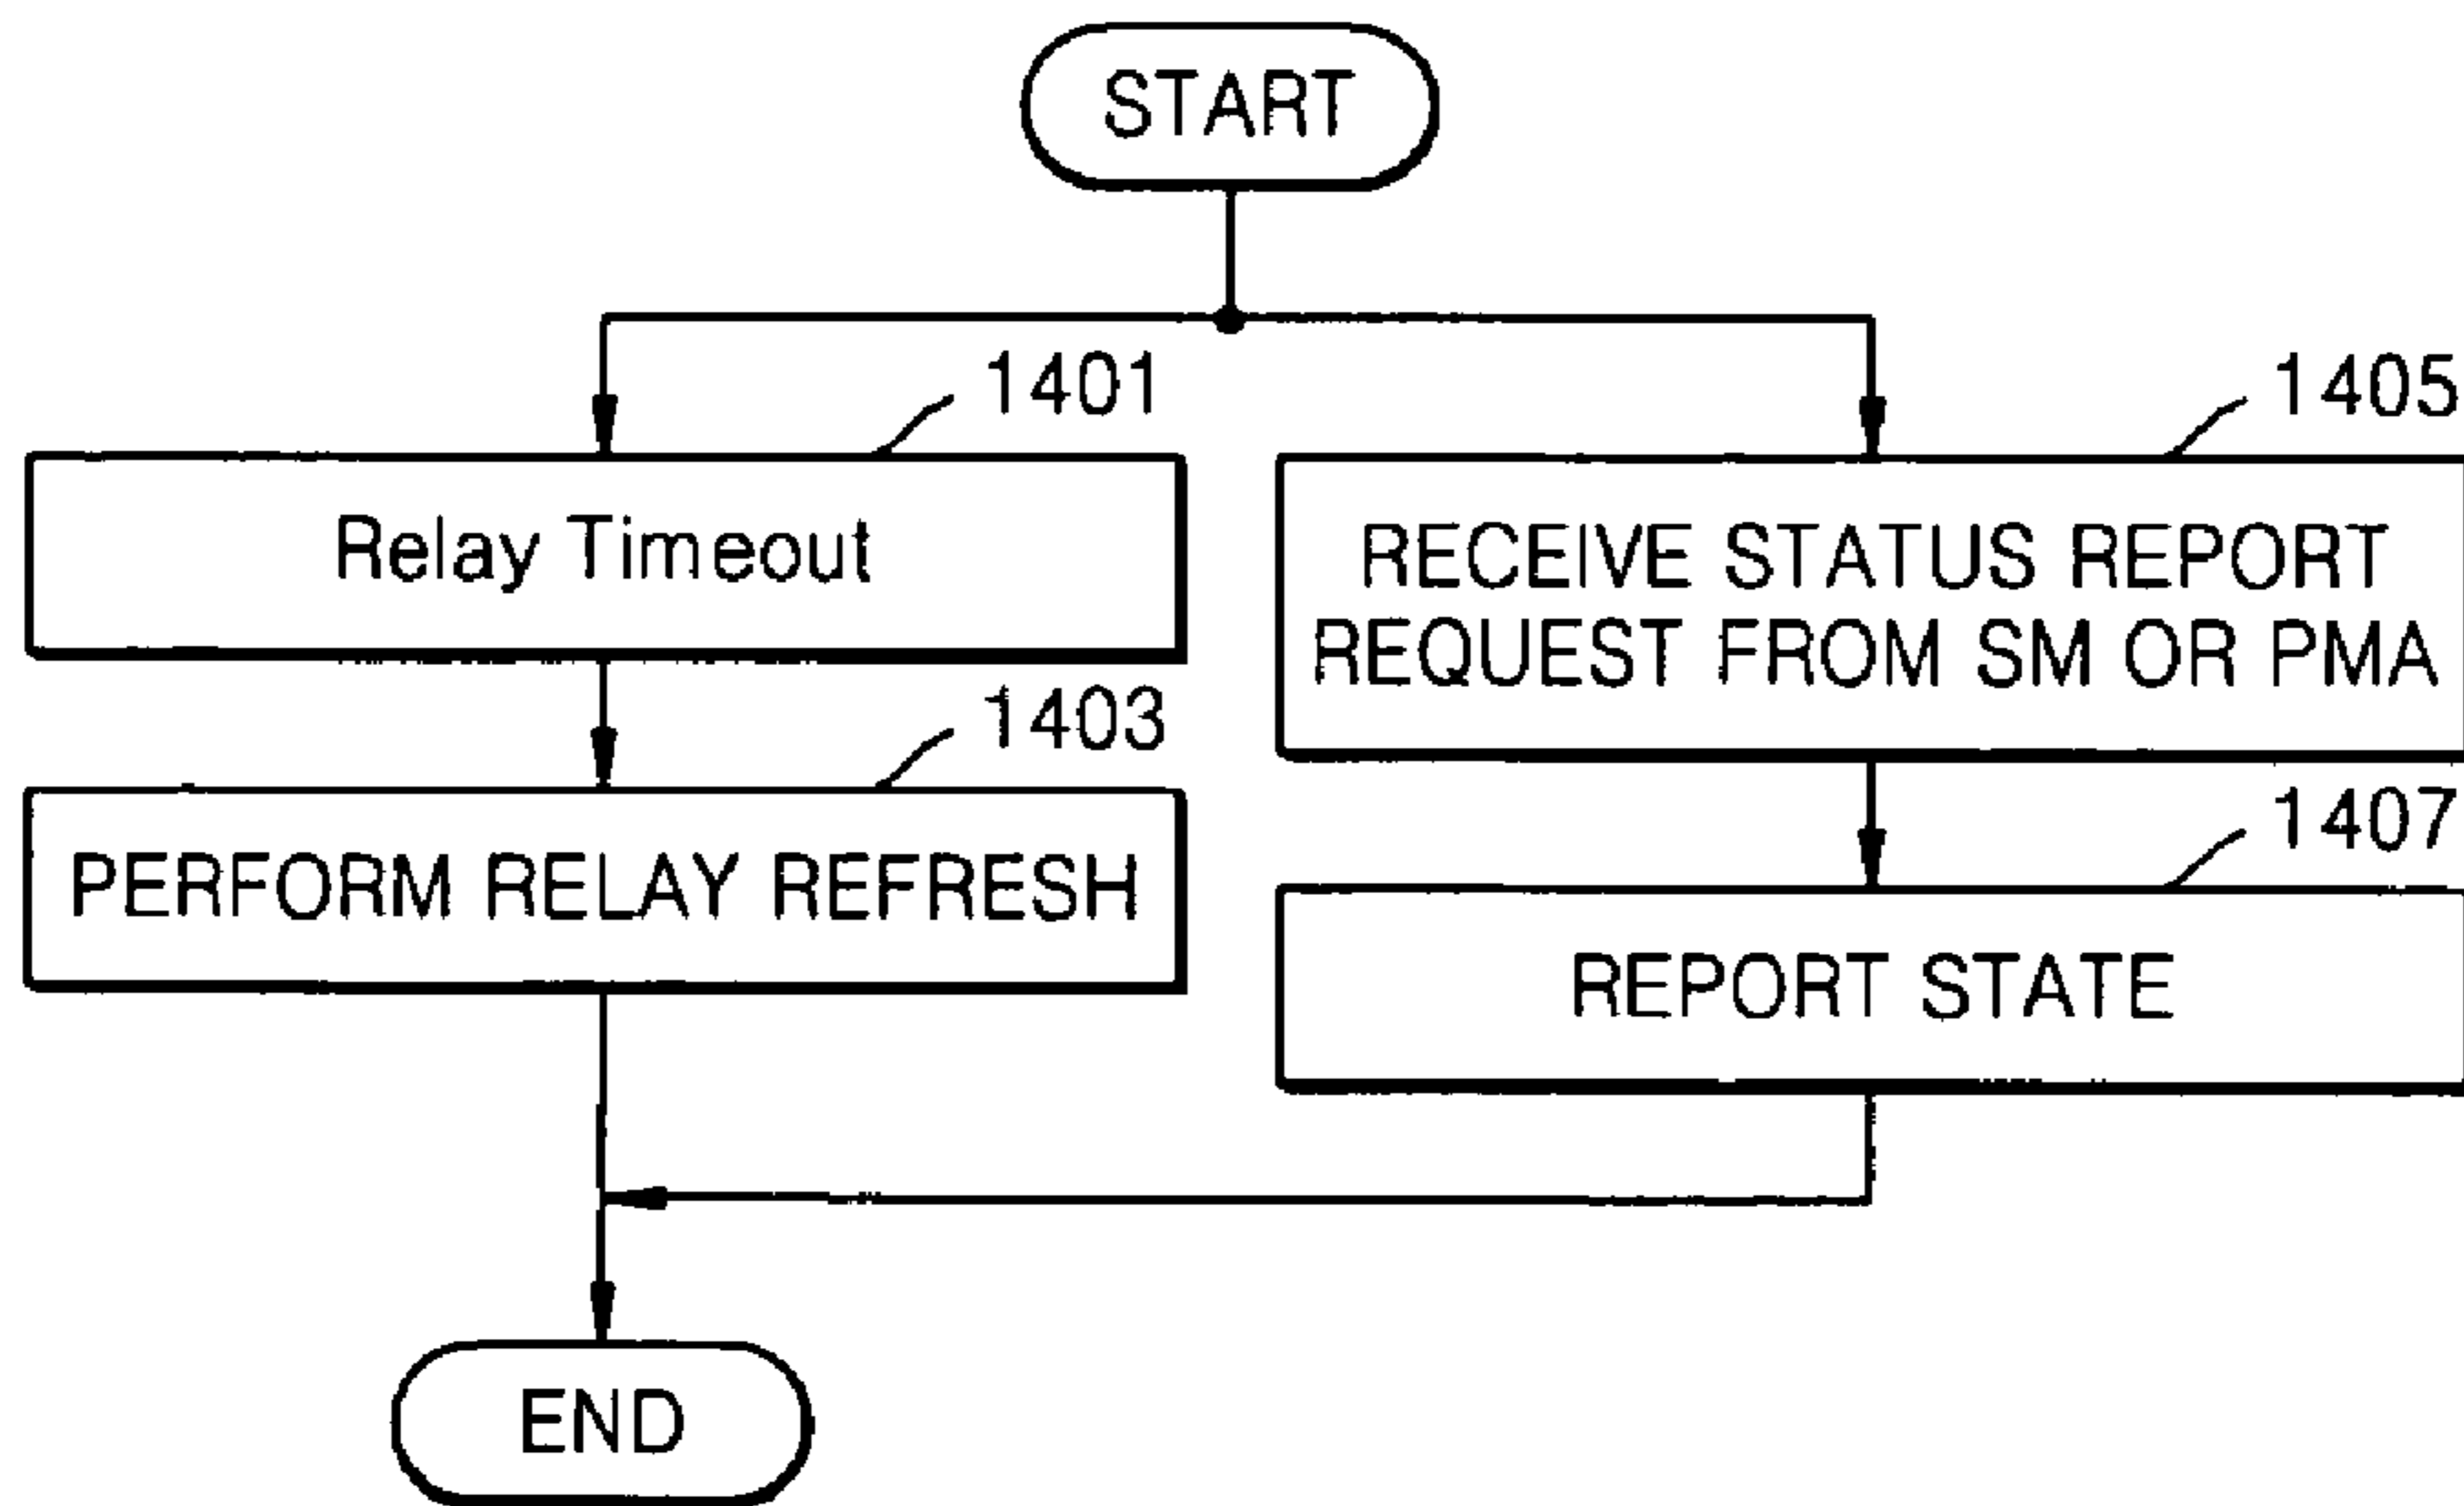 START
1401
Relay Timeout
1403
PERFORM RELAY REFRESH
1405
RECEIVE STATUS REPORT
REQUEST FROM SM OR PMA
1407
REPORT STATE
END